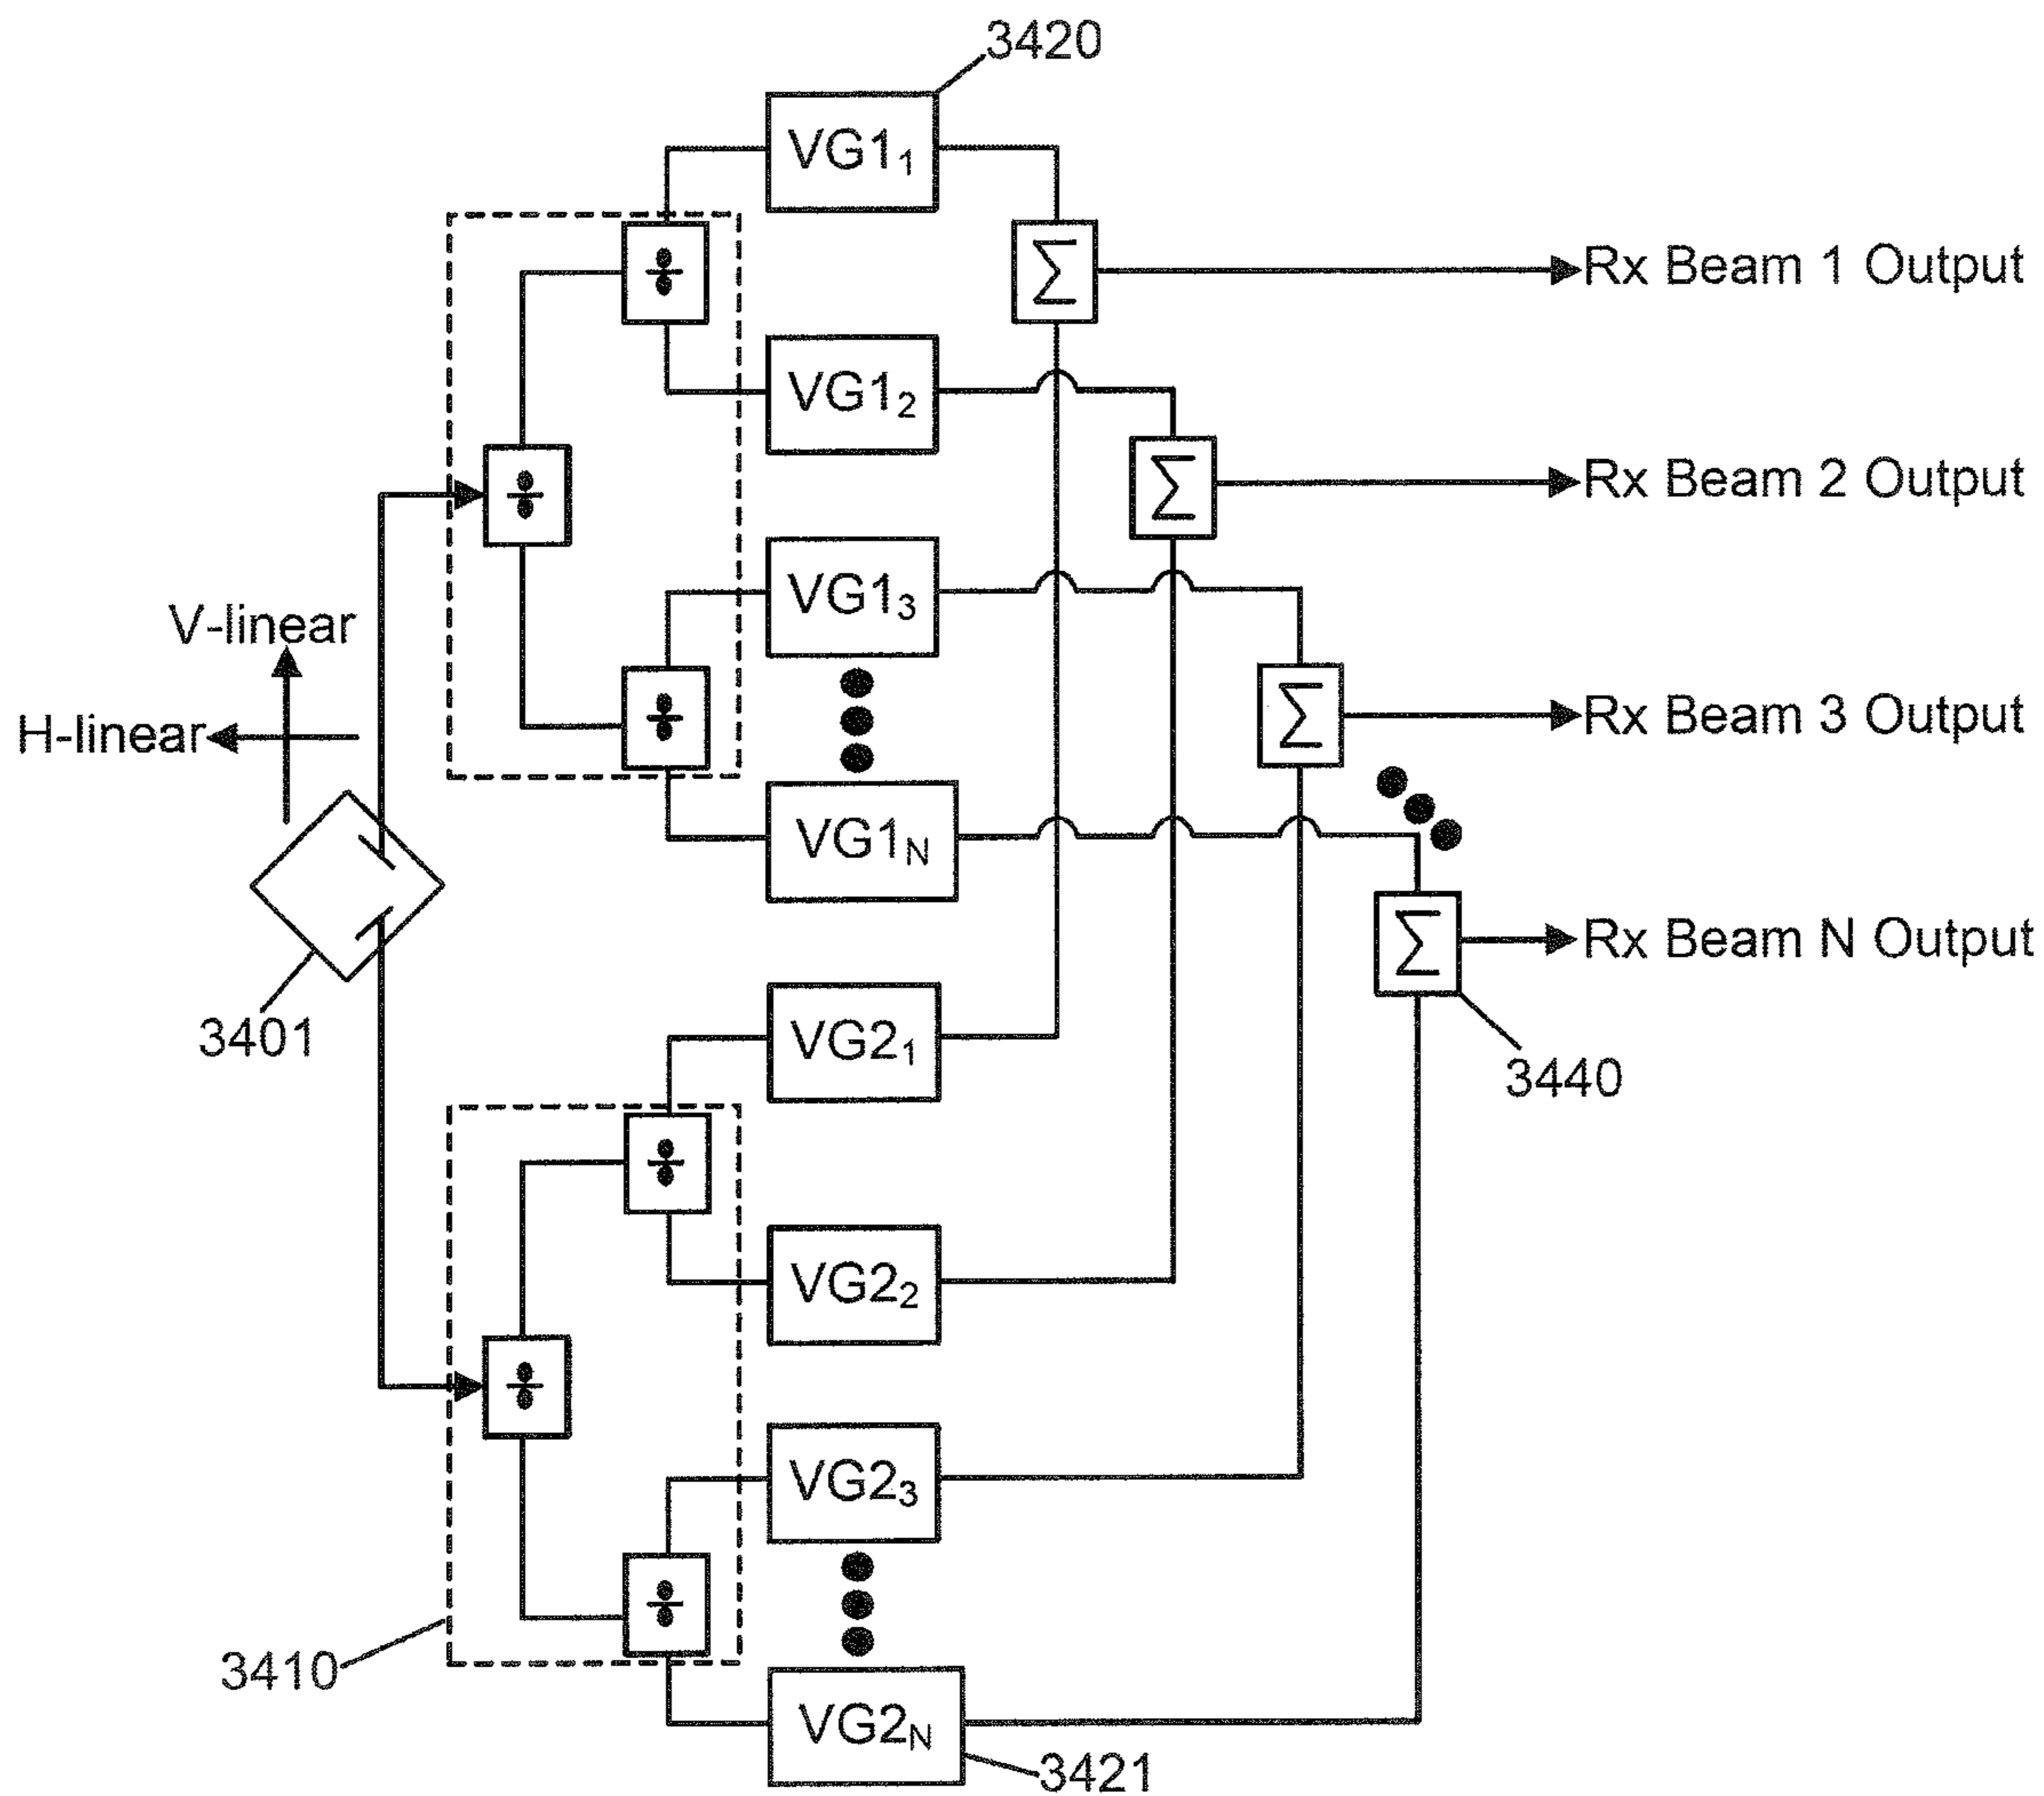 3420
VG1₁
Σ
Rx Beam 1 Output
÷
VG1₂
Σ
Rx Beam 2 Output
÷
VG1₃
V-linear
H-linear
Σ
Rx Beam 3 Output
÷
VG1N
Σ
Rx Beam N Output
3401
VG2₁
3440
÷
VG2₂
÷
VG2₃
÷
3410
VG2N
3421